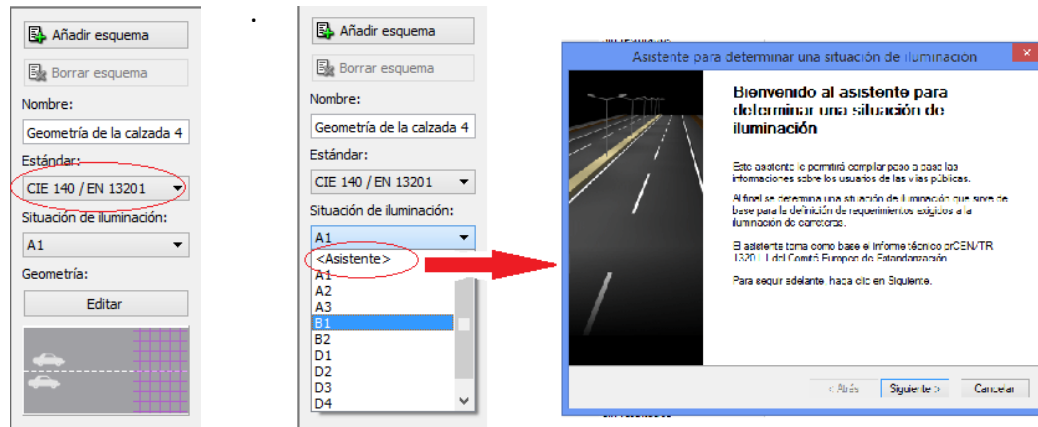 Añadir esquema
Borrar esquema
Nombre:
Geometría de la calzada 4
Estándar:
CIE 140 / EN 13201
Situación de iluminación:
A1
Geometría:
Editar
Añadir esquema
Borrar esquema
Nombre:
Geometría de la calzada 4
Estándar:
CIE 140 / EN 13201
Situación de iluminación:
A1
<Asistente>
A1
A2
A3
B1
B2
D1
D2
D3
D4
Asistente para determinar una situación de iluminación
Bienvenido al asistente para
determinar una situación de
iluminación
Este asistente le permitirá compilar paso a paso las
informaciones sobre los usuarios de las vías públicas.
Al final se determina una situación de iluminación que sirve de
base para la definición de requerimientos exigidos a la
iluminación de carreteras.
El asistente toma como base el informe técnico prCEN/TR
del Comité Europeo de Estandarización.
Para seguir adelante, haga clic en Siguiente.
< Atrás
Siguiente >
Cancelar